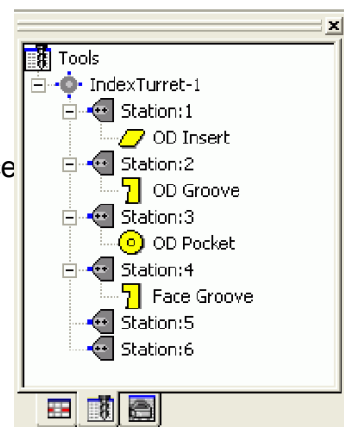 Tools
IndexTurret-1
Station:1
OD Insert
ce
Station:2
OD Groove
Station:3
OD Pocket
Station:4
Face Groove
Station:5
Station:6